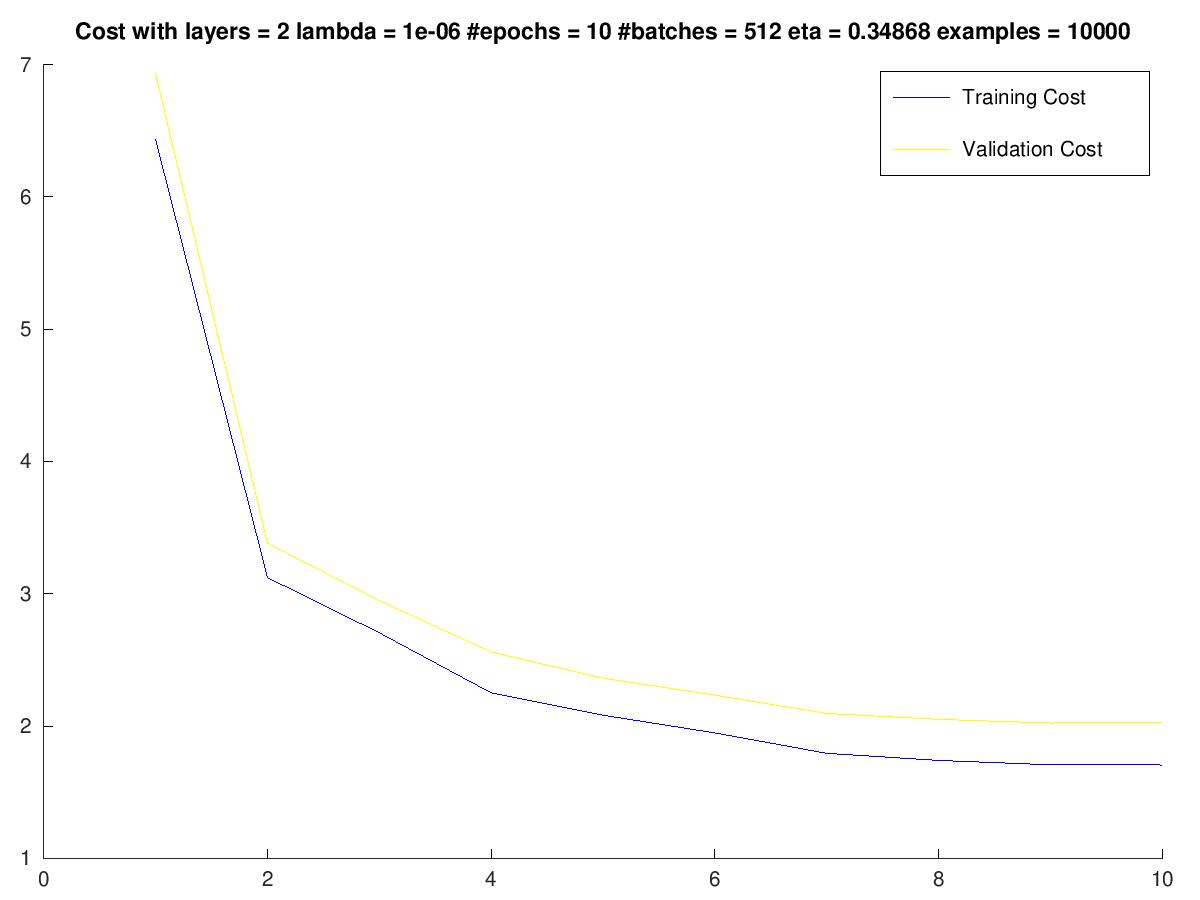 Cost with layers = 2 lambda = 1e-06 #epochs = 10 #batches = 512 eta = 0.34868 examples = 10000
7
Training Cost
Validation Cost
6
5
4
3
2
1
0 2 4 6 8 10